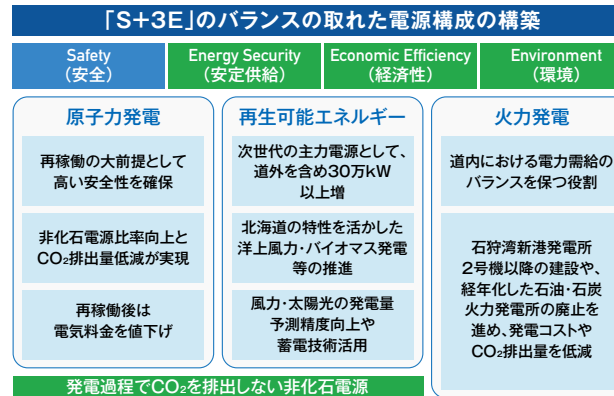 「S+3E」のバランスの取れた電源構成の構築
Safety
（安全）
Energy Security
（安定供給）
Economic Efficiency
（経済性）
Environment
（環境）
原子力発電
再稼働の大前提として
高い安全性を確保
非化石電源比率向上と
CO₂排出量低減が実現
再稼働後は
電気料金を値下げ
再生可能エネルギー
次世代の主力電源として、
道外を含め30万kW
以上増
北海道の特性を活かした
洋上風力・バイオマス発電
等の推進
風力・太陽光の発電量
予測精度向上や
蓄電技術活用
発電過程でCO₂を排出しない非化石電源
火力発電
道内における電力需給の
バランスを保つ役割
石狩湾新港発電所
2号機以降の建設や、
経年化した石油・石炭
火力発電所の廃止を
進め、発電コストや
CO₂排出量を低減